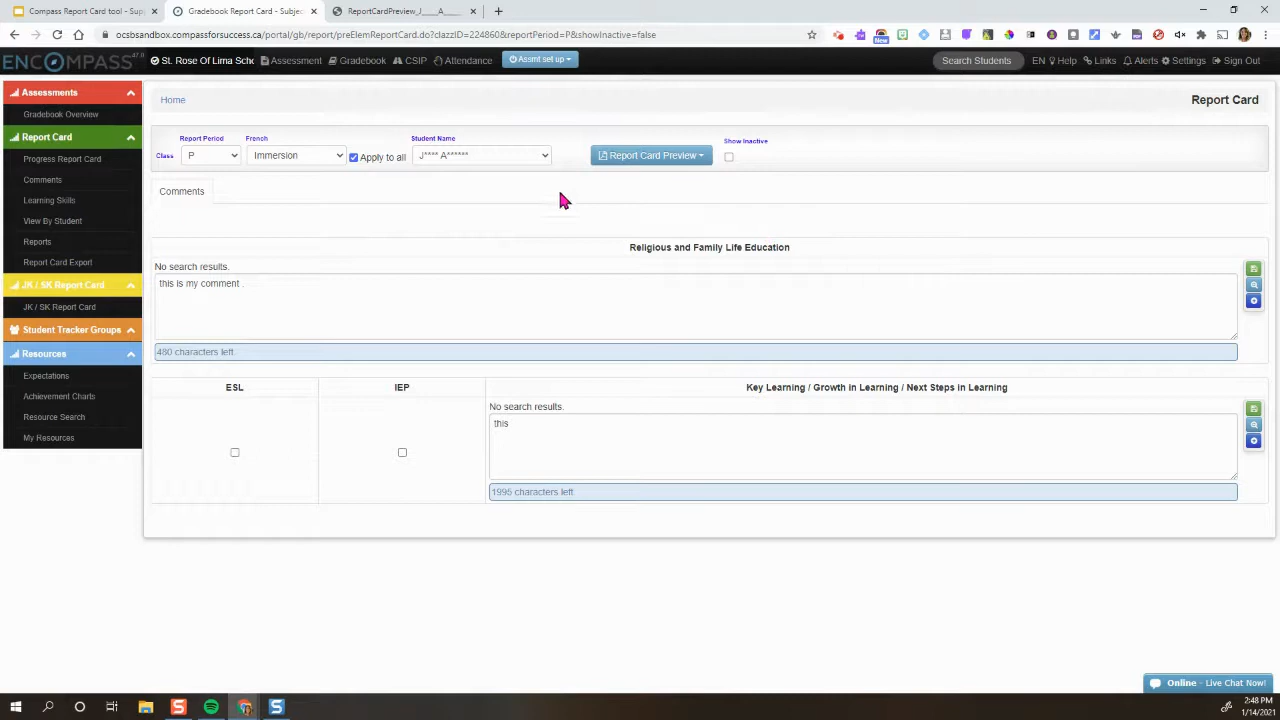 Compass Report Card tool - Supp
Gradebook Report Card - Subjec
ReportCardPreview_J____A____
ocsbsandbox.compassforsuccess.ca/portal/gb/report/preElemReportCard.do?clazzID=224860&reportPeriod=P&showInactive=false
New
ENCOMPASS 47.0
St. Rose Of Lima Scho
Assessment
Gradebook
CSIP
Attendance
Assmt set up
Search Students
EN
Help
Links
Alerts
Settings
Sign Out
Assessments
Gradebook Overview
Report Card
Progress Report Card
Comments
Learning Skills
View By Student
Reports
Report Card Export
JK / SK Report Card
JK / SK Report Card
Student Tracker Groups
Resources
Expectations
Achievement Charts
Resource Search
My Resources
Home
Report Card
Report Period
French
Student Name
Show Inactive
Class
P
Immersion
Apply to all
J**** A******
Report Card Preview
Comments
Religious and Family Life Education
No search results.
this is my comment .
480 characters left.
ESL
IEP
Key Learning / Growth in Learning / Next Steps in Learning
No search results.
this
1995 characters left.
Online - Live Chat Now!
2:48 PM
1/14/2021